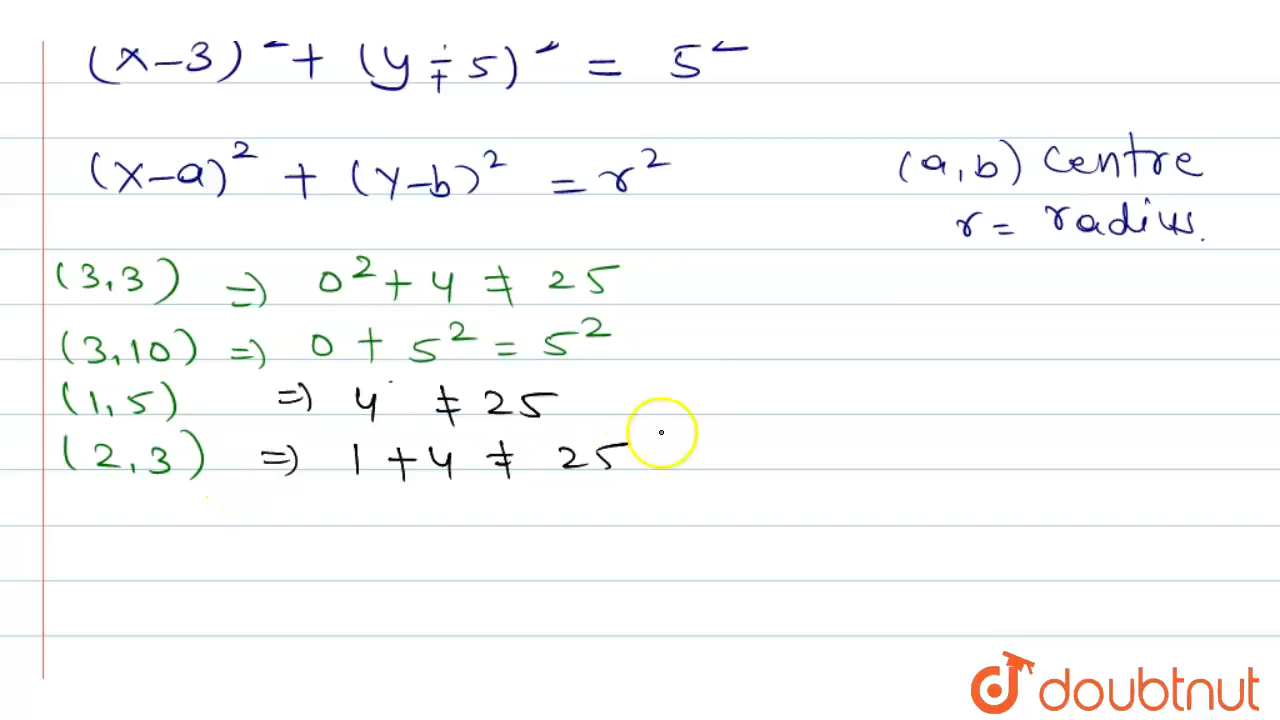 (x-3)² + (y-5)² = 5²
(x-a)² + (y-b)² = r²
(a,b) centre
r = radius.
(3,3) => 0² + 4 ≠ 25
(3,10) => 0 + 5² = 5²
(1,5) => 4 ≠ 25
(2,3) => 1 + 4 ≠ 25
doubtnut